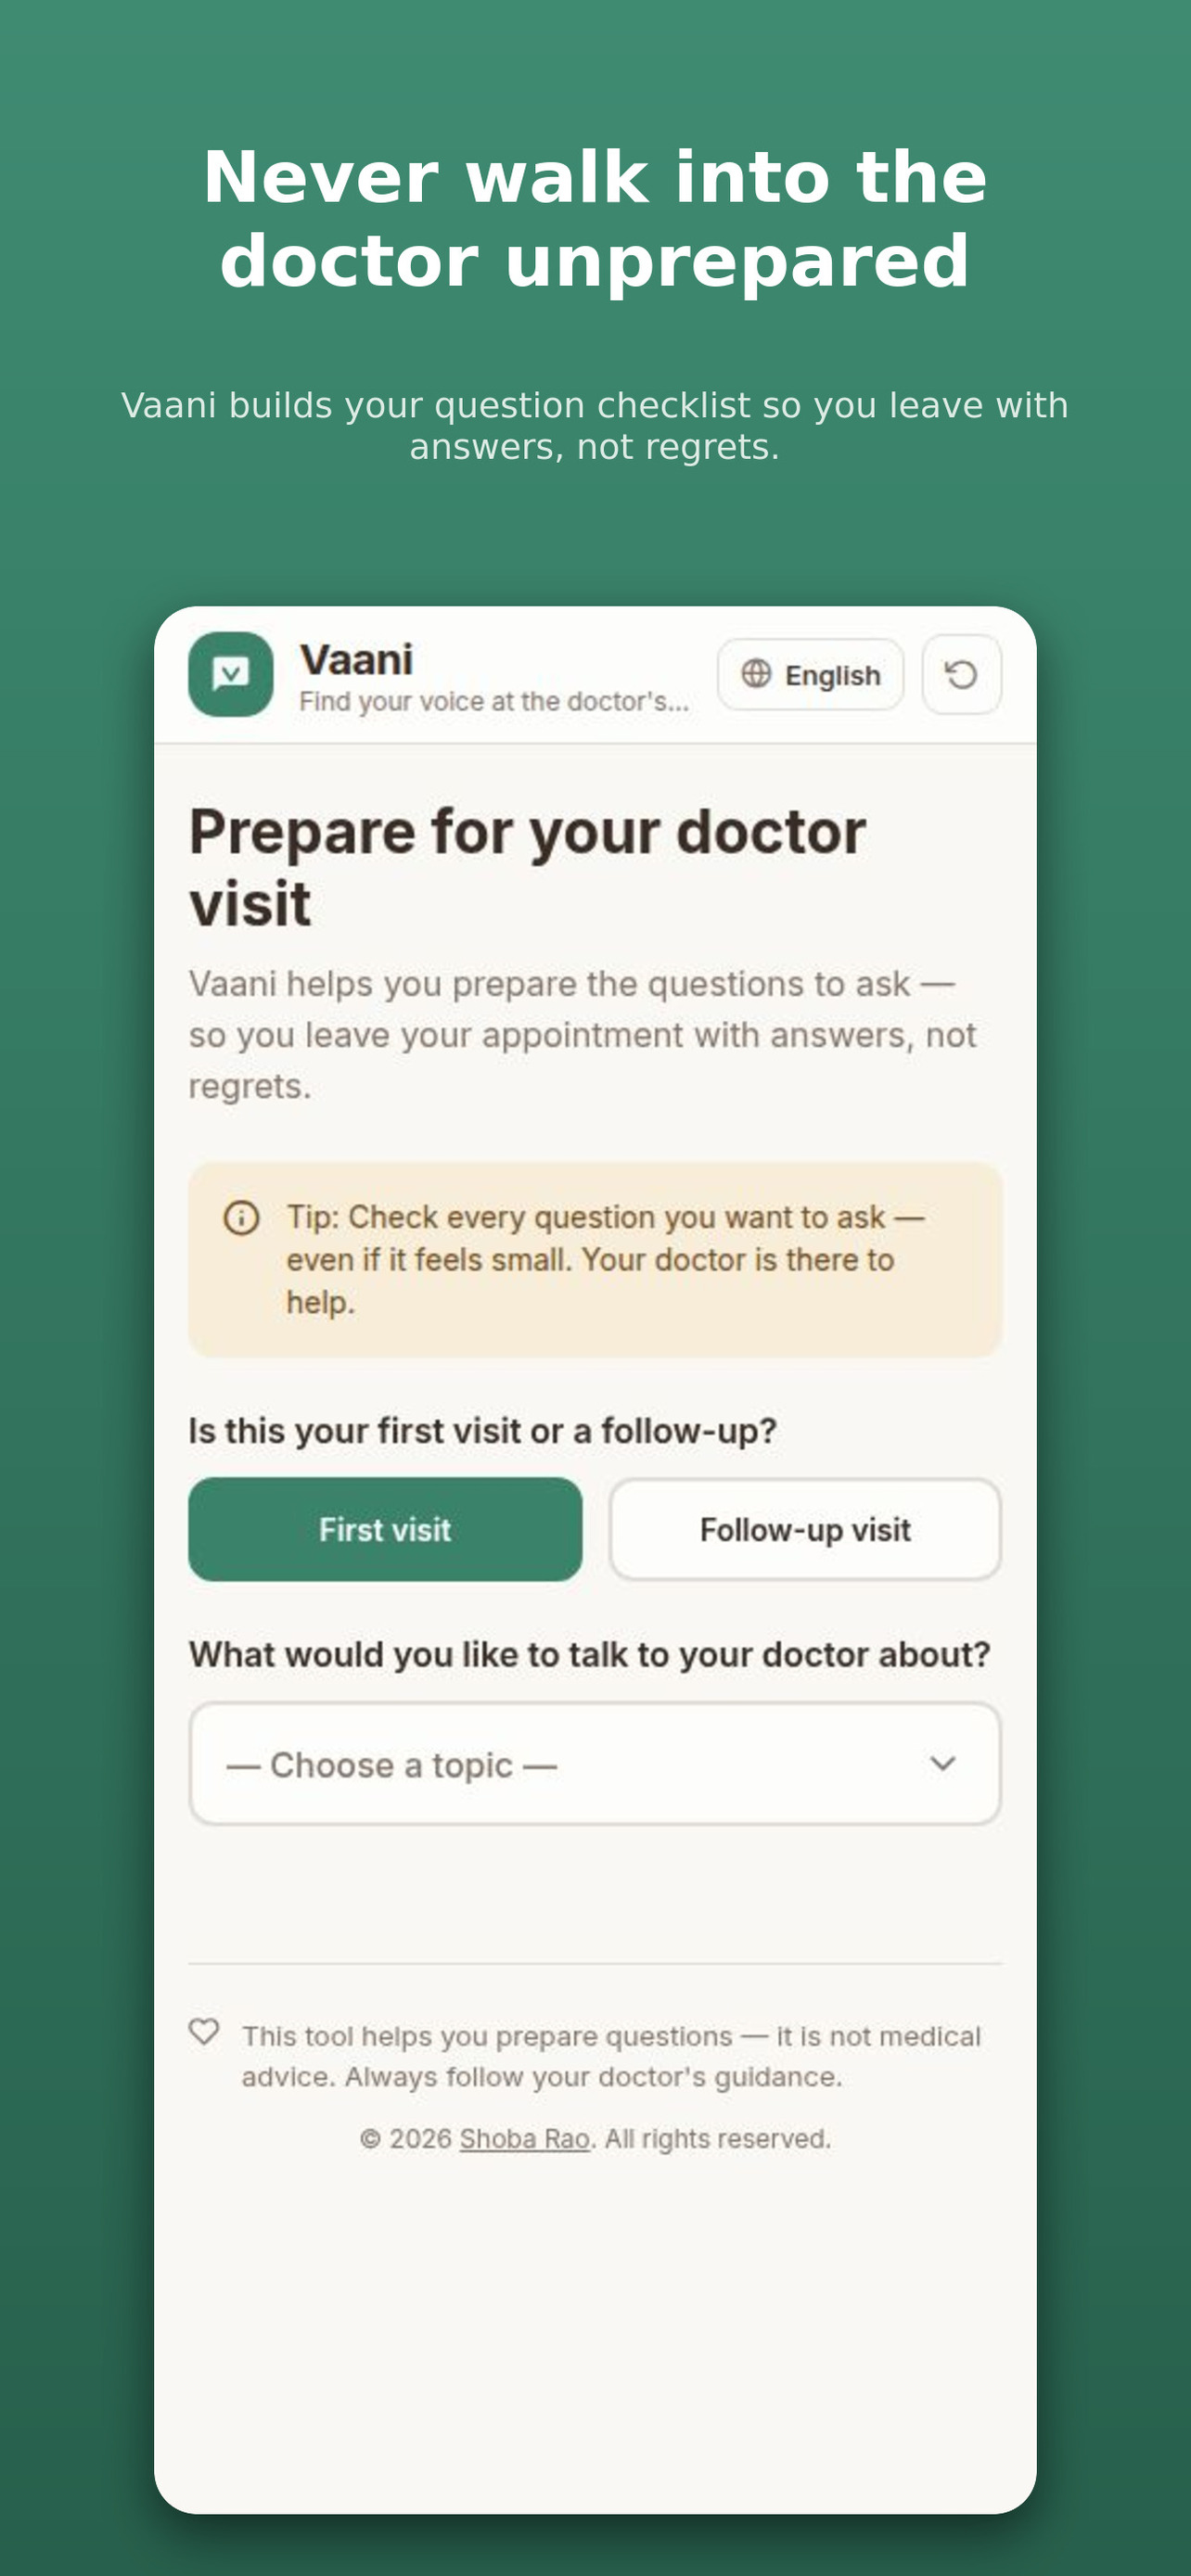 Never walk into the
doctor unprepared
Vaani builds your question checklist so you leave with
answers, not regrets.
Vaani
Find your voice at the doctor's...
English
Prepare for your doctor
visit
Vaani helps you prepare the questions to ask —
so you leave your appointment with answers, not
regrets.
Tip: Check every question you want to ask —
even if it feels small. Your doctor is there to
help.
Is this your first visit or a follow-up?
First visit
Follow-up visit
What would you like to talk to your doctor about?
— Choose a topic —
This tool helps you prepare questions — it is not medical
advice. Always follow your doctor's guidance.
© 2026 Shoba Rao. All rights reserved.